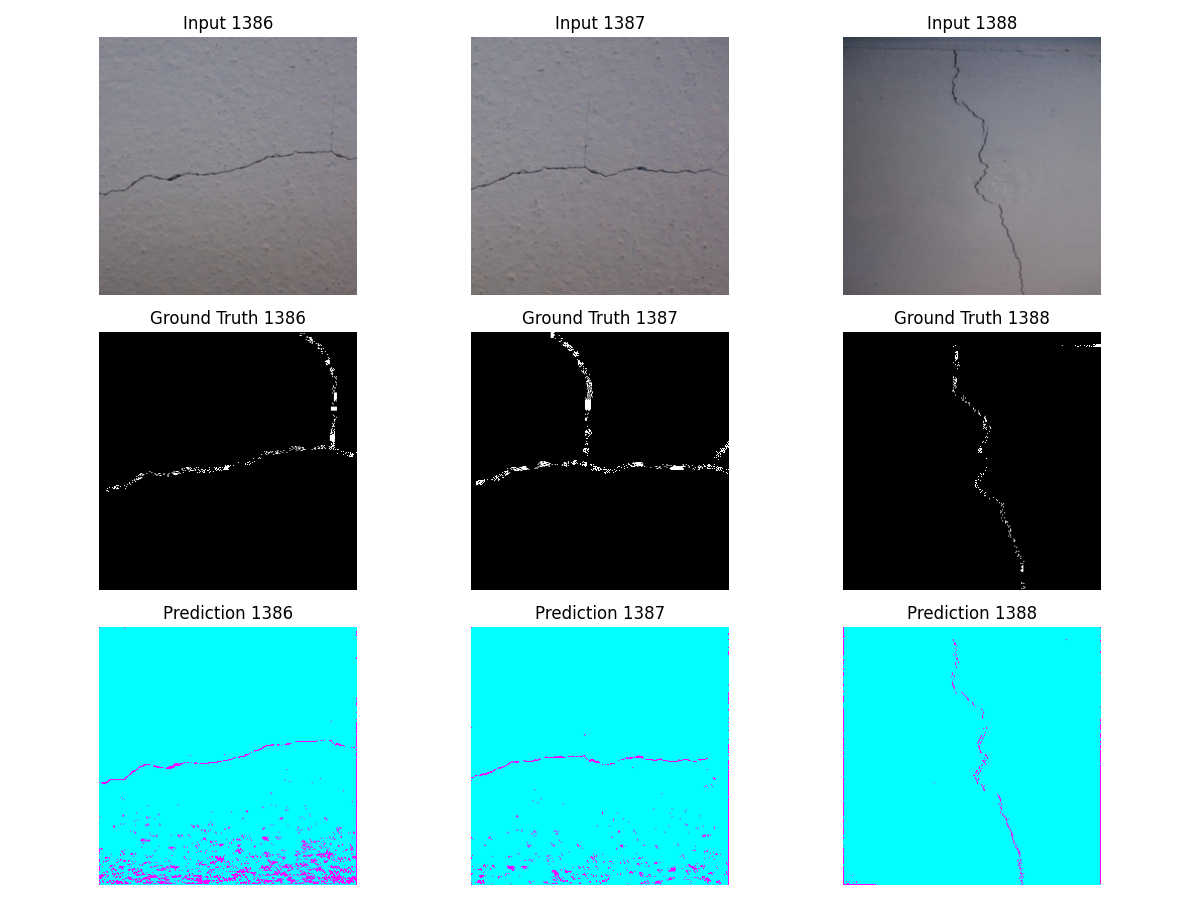 Input 1386
Input 1387
Input 1388
Ground Truth 1386
Ground Truth 1387
Ground Truth 1388
Prediction 1386
Prediction 1387
Prediction 1388